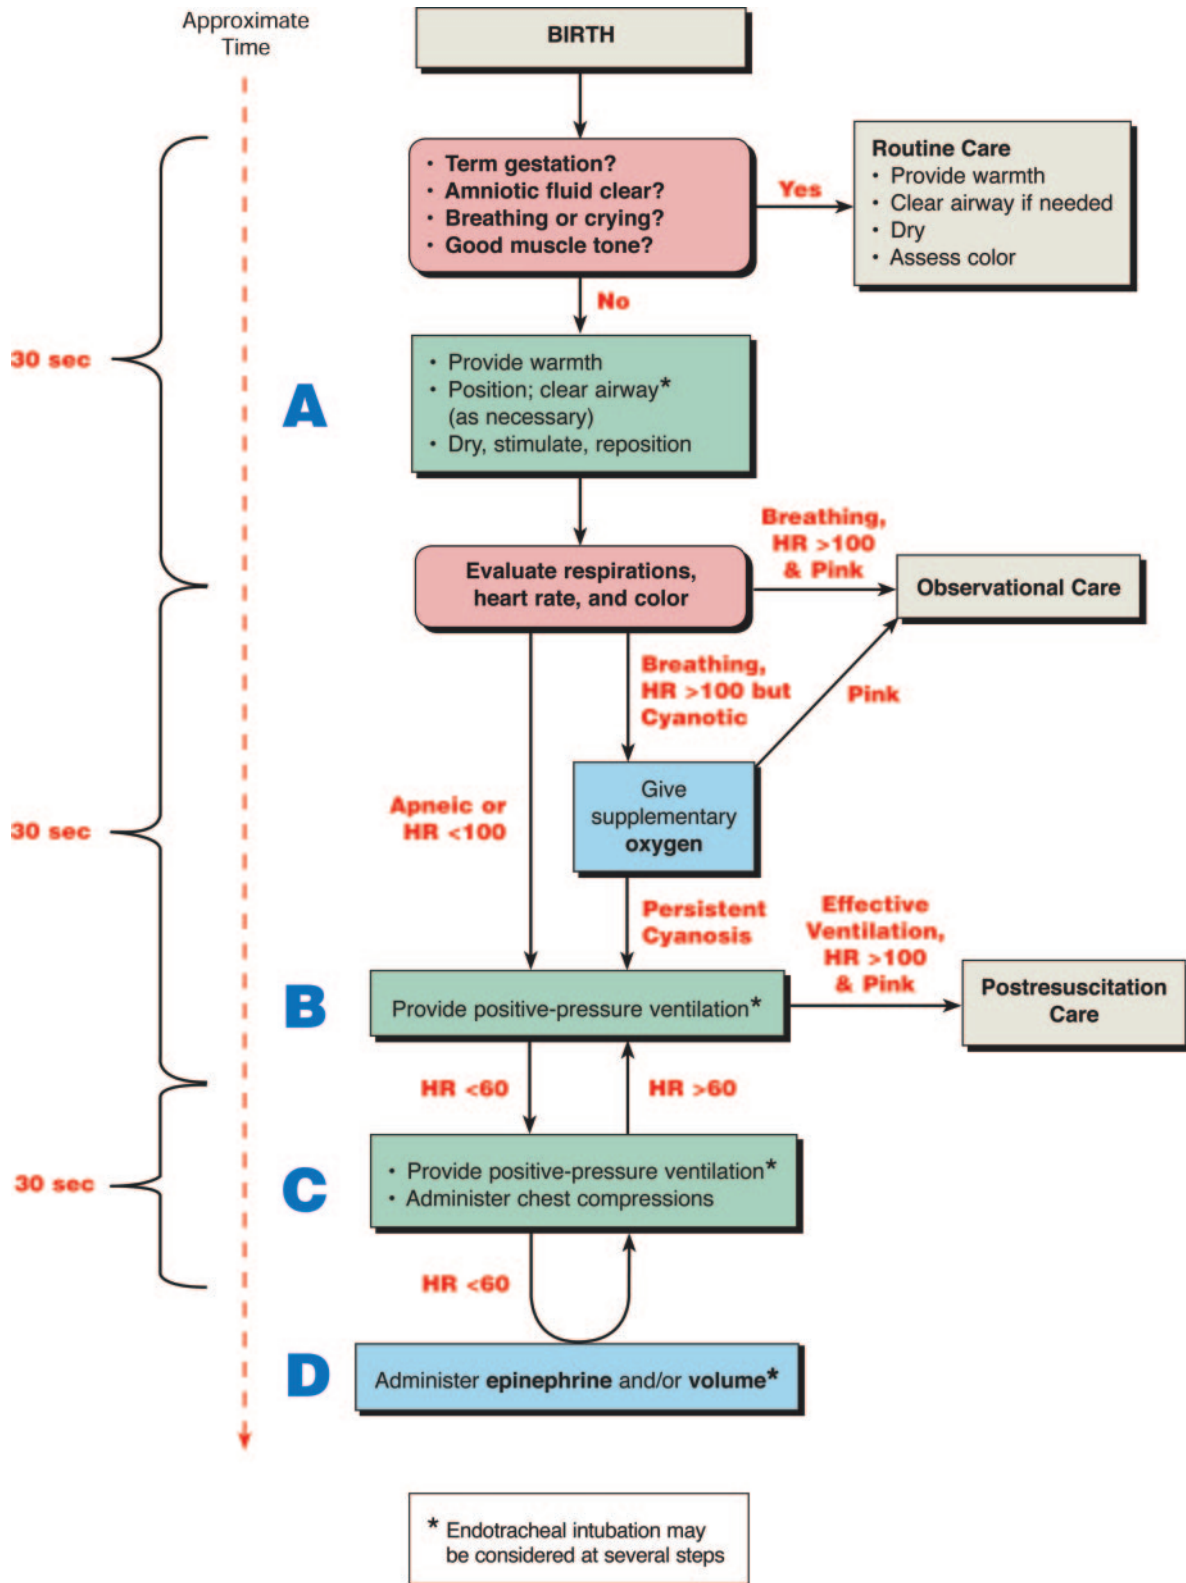 Approximate
Time
BIRTH
• Term gestation?
• Amniotic fluid clear?
• Breathing or crying?
• Good muscle tone?
Yes
Routine Care
• Provide warmth
• Clear airway if needed
• Dry
• Assess color
No
30 sec
A
• Provide warmth
• Position; clear airway*
(as necessary)
• Dry, stimulate, reposition
Breathing,
HR >100
& Pink
Evaluate respirations,
heart rate, and color
Observational Care
Breathing,
HR >100 but
Cyanotic
Pink
Give
supplementary
oxygen
Apneic or
HR <100
30 sec
Persistent
Cyanosis
Effective
Ventilation,
HR >100
& Pink
B
Provide positive-pressure ventilation*
Postresuscitation
Care
HR <60
HR >60
30 sec
C
• Provide positive-pressure ventilation*
• Administer chest compressions
HR <60
D
Administer epinephrine and/or volume*
* Endotracheal intubation may
be considered at several steps